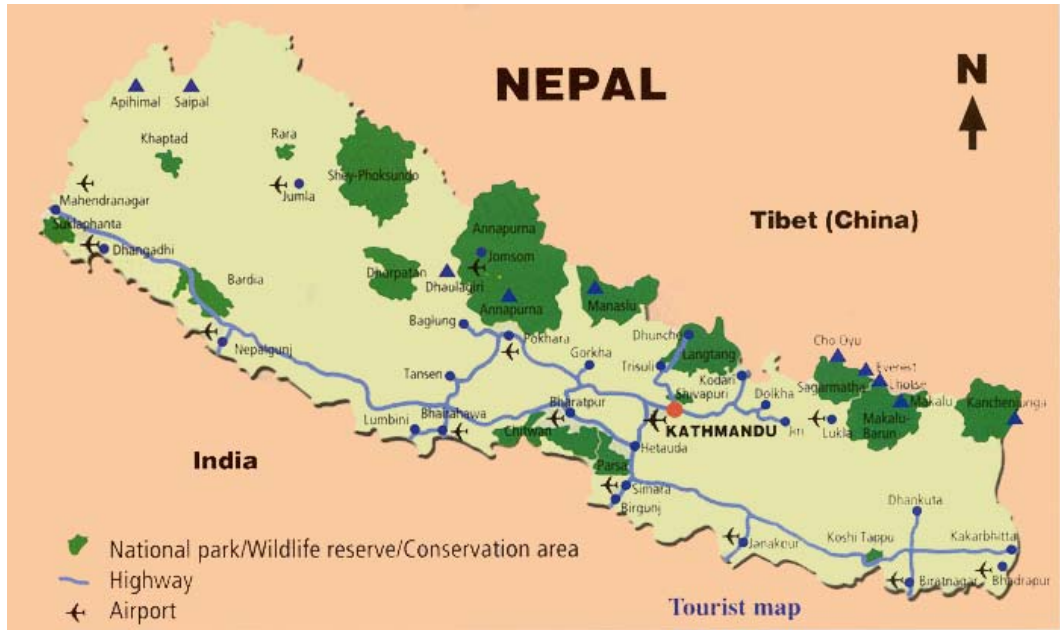 NEPAL
N
Apihimal
Saipal
Khaptad
Rara
Shey-Phoksundo
Jumla
Mahendranagar
Suklaphanta
Dhangadhi
Tibet (China)
Annapurna
Jomsom
Bardia
Dhorpatan
Dhaulagiri
Annapurna
Manaslu
Baglung
Pokhara
Dhunche
Nepalgunj
Gorkha
Trisuli
Langtang
Cho Oyu
Everest
Lhotse
Tansen
Kodari
Sagarmatha
Shivapuri
Dolkha
Makalu
Kanchenjunga
Lumbini
Bhairahawa
Bharatpur
Makalu-
Barun
KATHMANDU
Jiri
Lukla
Chitwan
Hetauda
India
Parsa
Simara
Birgunj
Dhankuta
Janakpur
Koshi Tappu
Kakarbhitta
Biratnagar
Bhadrapur
National park/Wildlife reserve/Conservation area
Highway
Airport
Tourist map